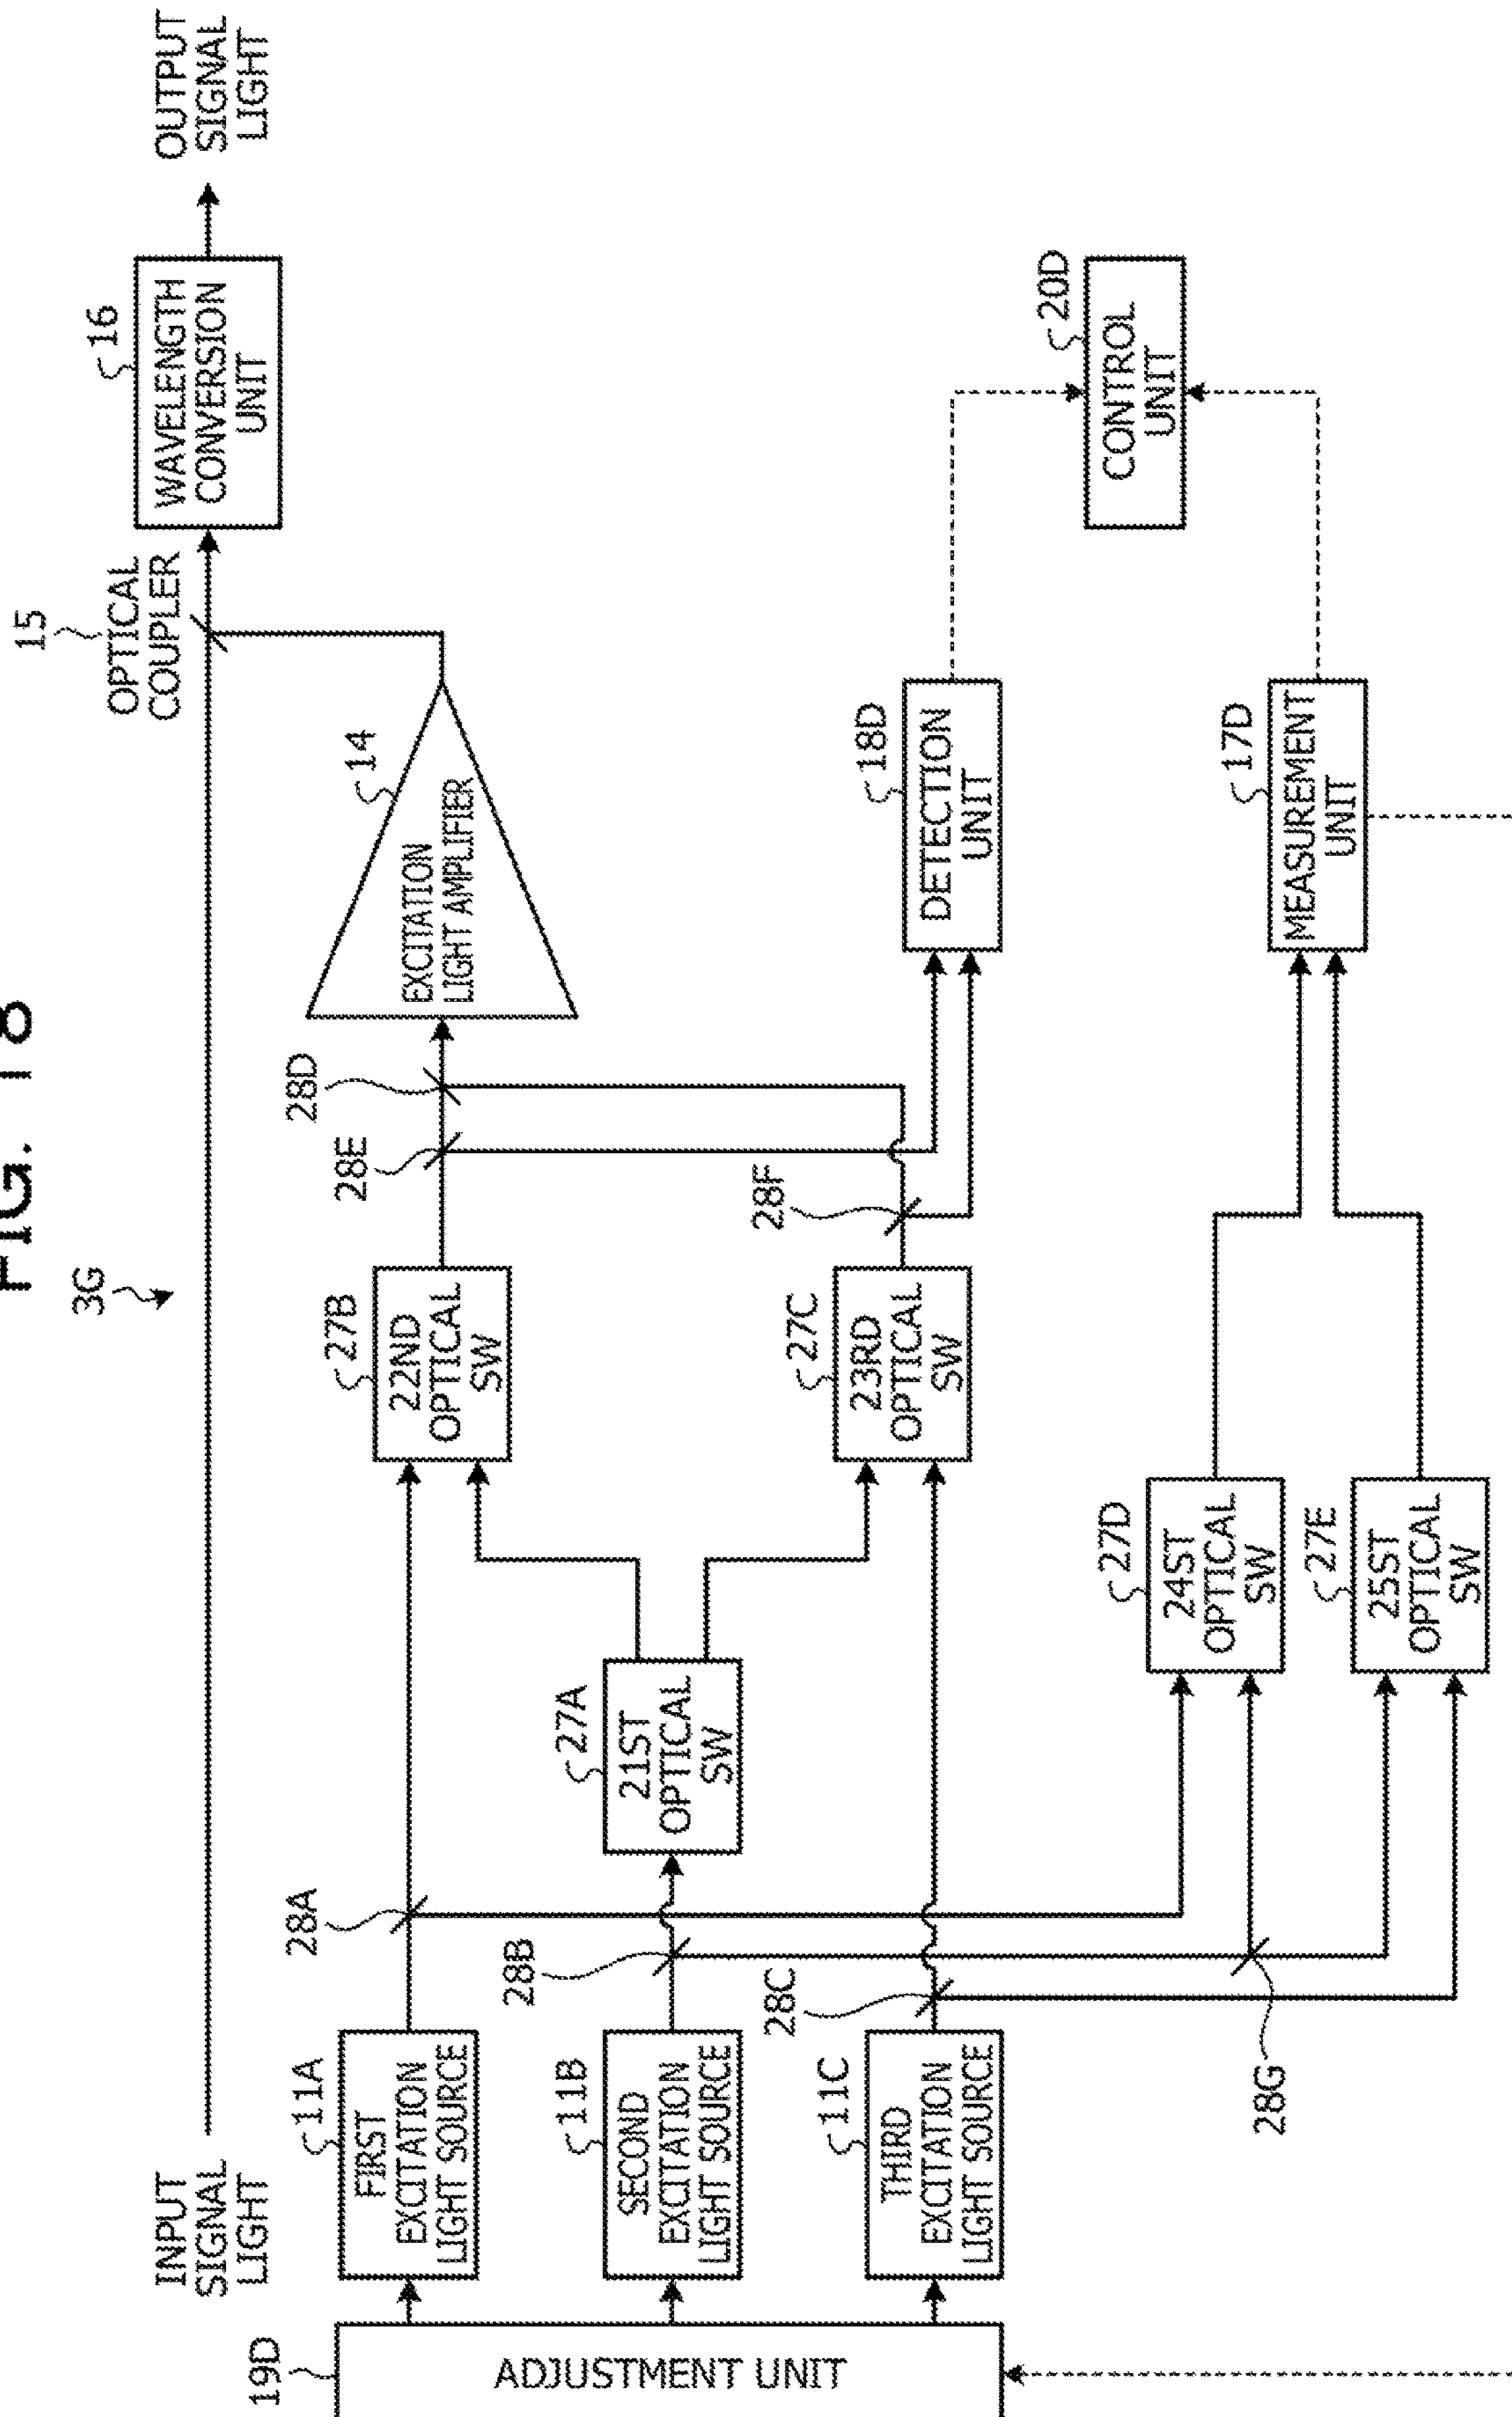 FIG. 18
3G
INPUT
SIGNAL
LIGHT
15
OPTICAL
COUPLER
16
WAVELENGTH
CONVERSION
UNIT
OUTPUT
SIGNAL
LIGHT
19D
ADJUSTMENT UNIT
11A
FIRST
EXCITATION
LIGHT SOURCE
28A
27B
22ND
OPTICAL
SW
28E
28D
14
EXCITATION
LIGHT AMPLIFIER
11B
SECOND
EXCITATION
LIGHT SOURCE
28B
27A
21ST
OPTICAL
SW
11C
THIRD
EXCITATION
LIGHT SOURCE
28C
27C
23RD
OPTICAL
SW
28F
18D
DETECTION
UNIT
20D
CONTROL
UNIT
28G
27D
24ST
OPTICAL
SW
27E
25ST
OPTICAL
SW
17D
MEASUREMENT
UNIT